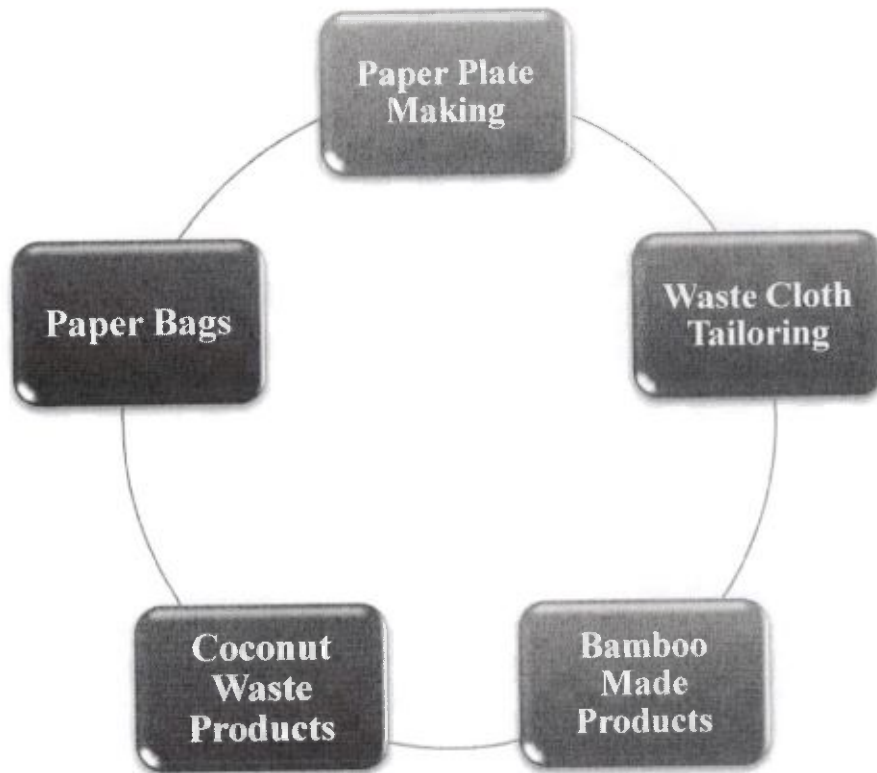 Paper Plate
Making
Waste Cloth
Tailoring
Bamboo
Made
Products
Coconut
Waste
Products
Paper Bags